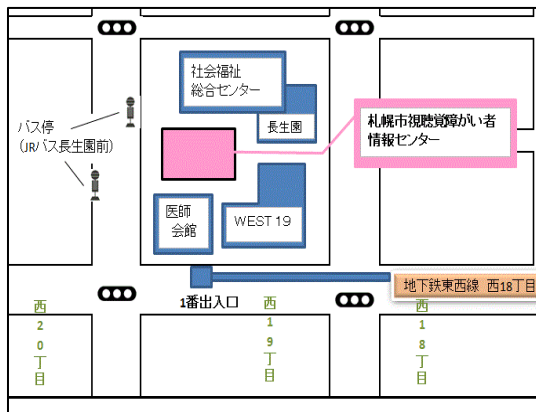 社会福祉
総合センター
長生園
バス停
(JRバス長生園前)
札幌市視聴覚障がい者
情報センター
医師
会館
WEST 19
地下鉄東西線 西18丁目
1番出入口
西20丁目
西19丁目
西18丁目